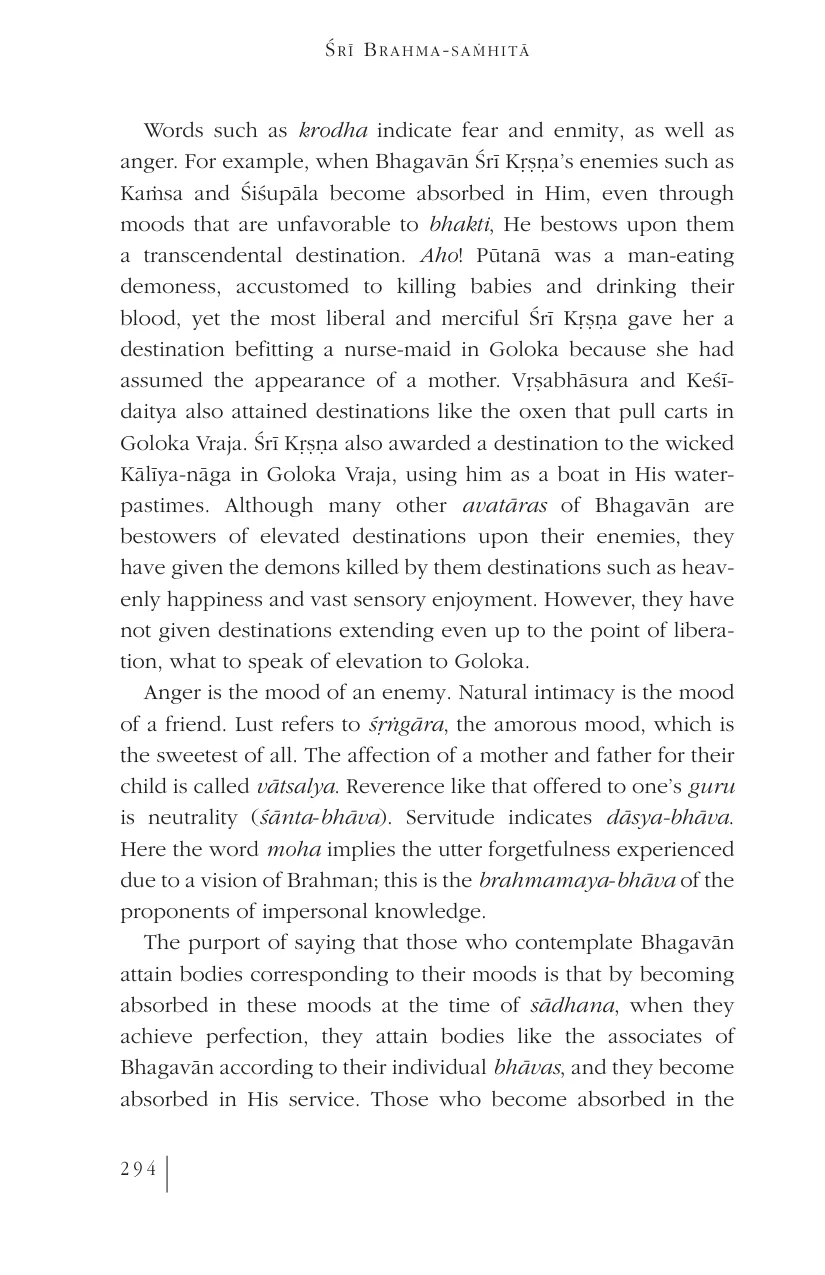 Śrī Brahma-saṁhitā
Words such as krodha indicate fear and enmity, as well as
anger. For example, when Bhagavān Śrī Kṛṣṇa’s enemies such as
Kaṁsa and Śiśupāla become absorbed in Him, even through
moods that are unfavorable to bhakti, He bestows upon them
a transcendental destination. Aho! Pūtanā was a man-eating
demoness, accustomed to killing babies and drinking their
blood, yet the most liberal and merciful Śrī Kṛṣṇa gave her a
destination befitting a nurse-maid in Goloka because she had
assumed the appearance of a mother. Vṛṣabhāsura and Keśī-
daitya also attained destinations like the oxen that pull carts in
Goloka Vraja. Śrī Kṛṣṇa also awarded a destination to the wicked
Kālīya-nāga in Goloka Vraja, using him as a boat in His water-
pastimes. Although many other avatāras of Bhagavān are
bestowers of elevated destinations upon their enemies, they
have given the demons killed by them destinations such as heav-
enly happiness and vast sensory enjoyment. However, they have
not given destinations extending even up to the point of libera-
tion, what to speak of elevation to Goloka.
Anger is the mood of an enemy. Natural intimacy is the mood
of a friend. Lust refers to śṛṅgāra, the amorous mood, which is
the sweetest of all. The affection of a mother and father for their
child is called vātsalya. Reverence like that offered to one’s guru
is neutrality (śānta-bhāva). Servitude indicates dāsya-bhāva.
Here the word moha implies the utter forgetfulness experienced
due to a vision of Brahman; this is the brahmamaya-bhāva of the
proponents of impersonal knowledge.
The purport of saying that those who contemplate Bhagavān
attain bodies corresponding to their moods is that by becoming
absorbed in these moods at the time of sādhana, when they
achieve perfection, they attain bodies like the associates of
Bhagavān according to their individual bhāvas, and they become
absorbed in His service. Those who become absorbed in the
294